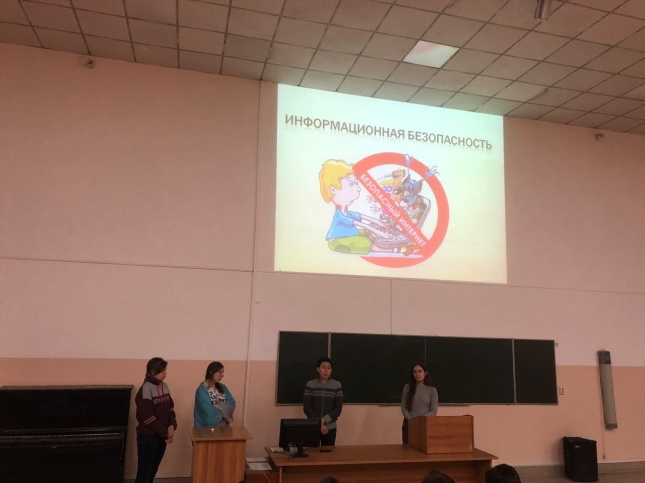 ИНФОРМАЦИОННАЯ БЕЗОПАСНОСТЬ
БЕЗОПАСНЫЙ ИНТЕРНЕТ